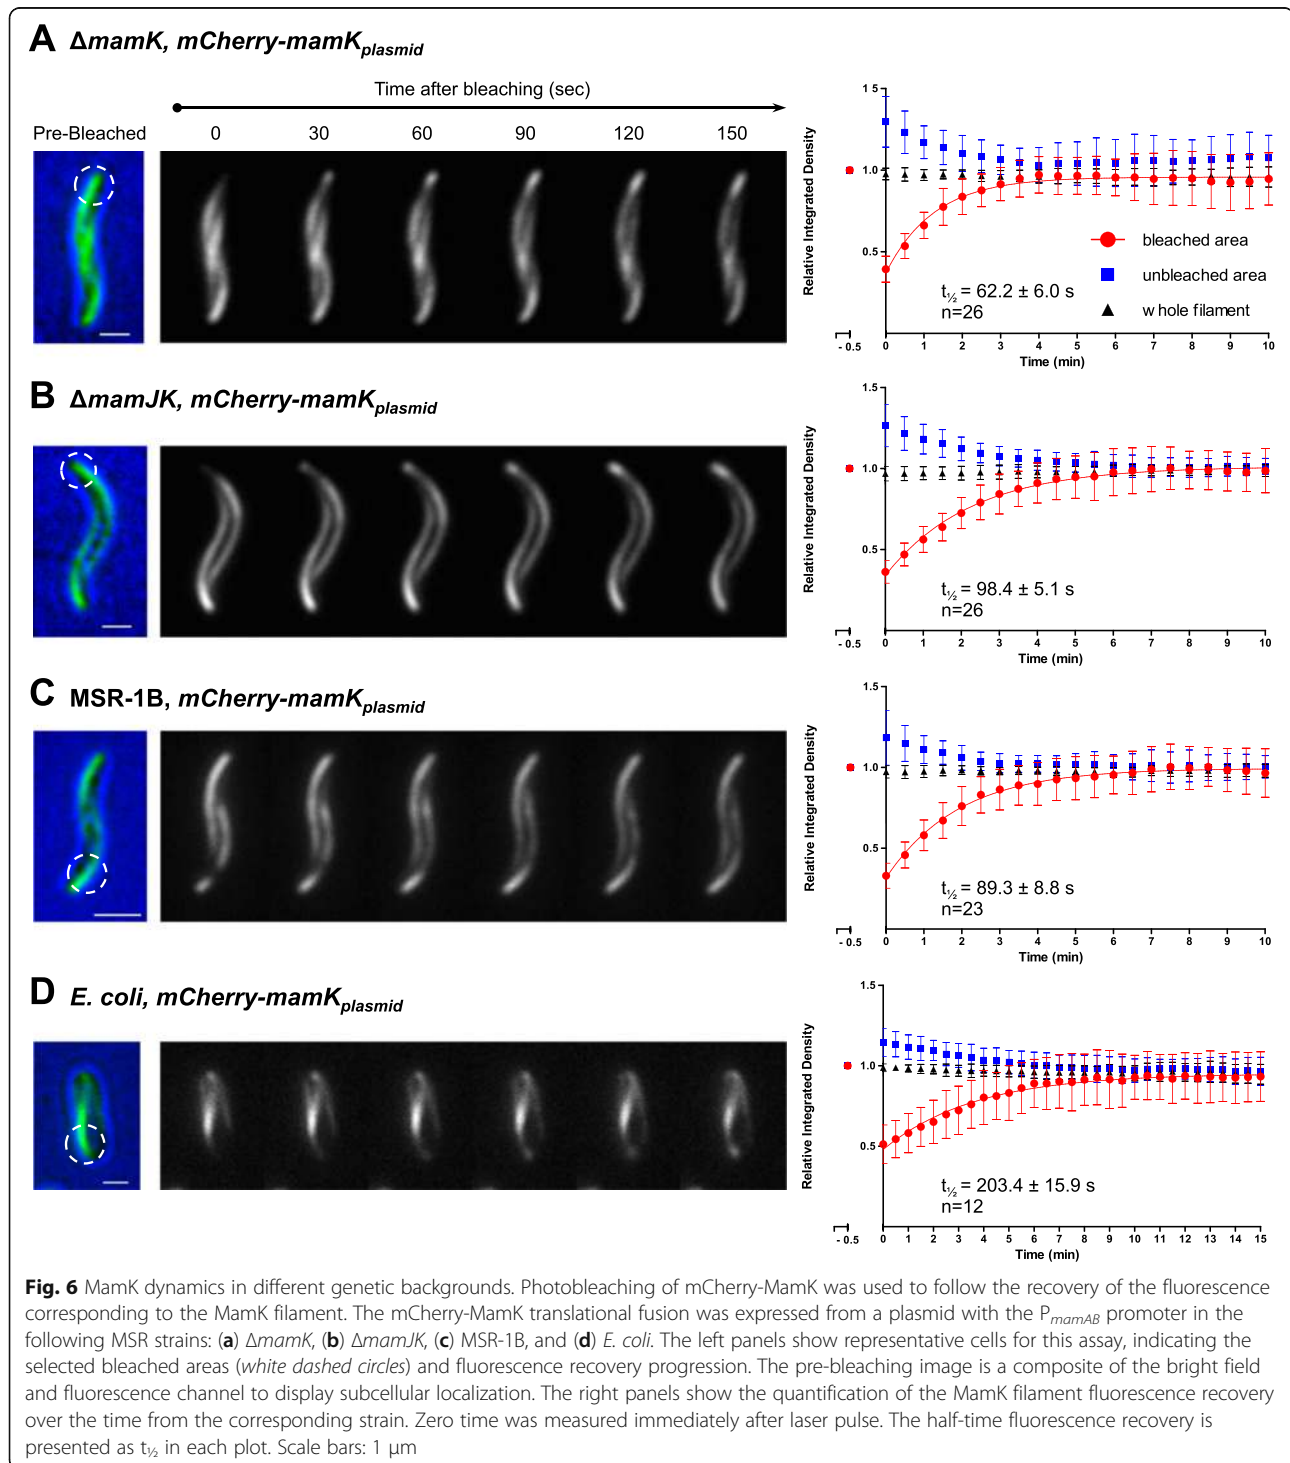 A ΔmamK, mCherry-mamKplasmid
Time after bleaching (sec)
Pre-Bleached 0 30 60 90 120 150
Relative Integrated Density
1 5
1.0
0.5
bleached area
unbleached area
whole filament
t½ = 62.2 ± 6.0 s
n=26
- 0.5 0 1 2 3 4 5 6 7 8 9 10
Time (min)
B ΔmamJK, mCherry-mamKplasmid
Relative Integrated Density
1.5
1.0
0.5
t½ = 98.4 ± 5.1 s
n=26
- 0.5 0 1 2 3 4 5 6 7 8 9 10
Time (min)
C MSR-1B, mCherry-mamKplasmid
Relative Integrated Density
1.5
1.0
0.5
t½ = 89.3 ± 8.8 s
n=23
- 0.5 0 1 2 3 4 5 6 7 8 9 10
Time (min)
D E. coli, mCherry-mamKplasmid
Relative Integrated Density
1.5
1.0
0.5
t½ = 203.4 ± 15.9 s
n=12
- 0.5 0 1 2 3 4 5 6 7 8 9 10 11 12 13 14 15
Time (min)
Fig. 6 MamK dynamics in different genetic backgrounds. Photobleaching of mCherry-MamK was used to follow the recovery of the fluorescence
corresponding to the MamK filament. The mCherry-MamK translational fusion was expressed from a plasmid with the PmamAB promoter in the
following MSR strains: (a) ΔmamK, (b) ΔmamJK, (c) MSR-1B, and (d) E. coli. The left panels show representative cells for this assay, indicating the
selected bleached areas (white dashed circles) and fluorescence recovery progression. The pre-bleaching image is a composite of the bright field
and fluorescence channel to display subcellular localization. The right panels show the quantification of the MamK filament fluorescence recovery
over the time from the corresponding strain. Zero time was measured immediately after laser pulse. The half-time fluorescence recovery is
presented as t½ in each plot. Scale bars: 1 μm